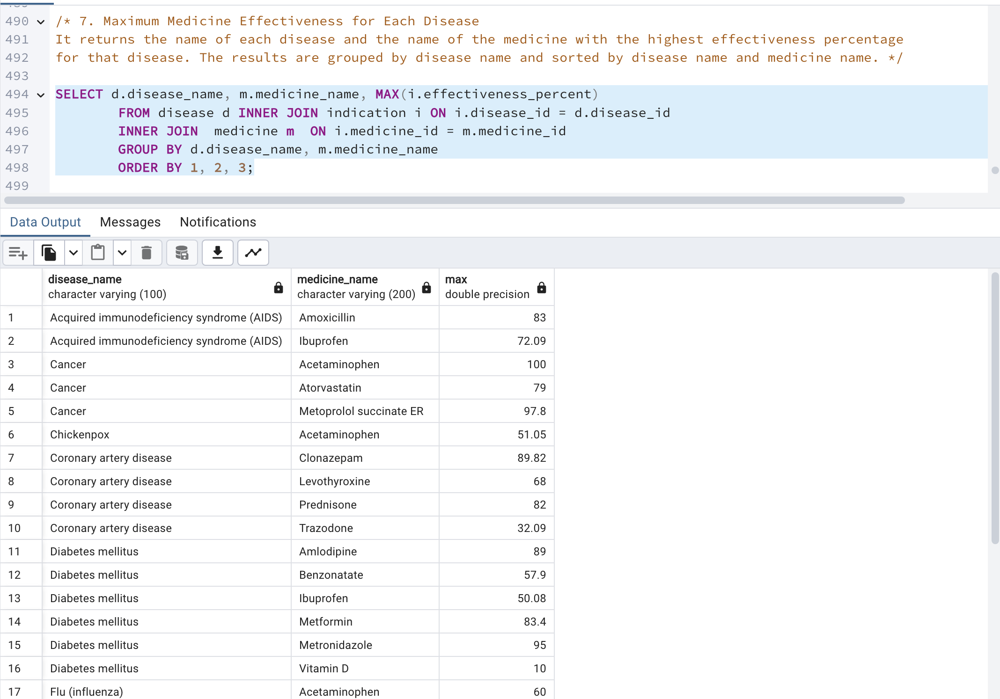 490 /* 7. Maximum Medicine Effectiveness for Each Disease
491 It returns the name of each disease and the name of the medicine with the highest effectiveness percentage
492 for that disease. The results are grouped by disease name and sorted by disease name and medicine name. */
493
494 SELECT d.disease_name, m.medicine_name, MAX(i.effectiveness_percent)
495 FROM disease d INNER JOIN indication i ON i.disease_id = d.disease_id
496 INNER JOIN  medicine m  ON i.medicine_id = m.medicine_id
497 GROUP BY d.disease_name, m.medicine_name
498 ORDER BY 1, 2, 3;
499
Data Output Messages Notifications
disease_name medicine_name max
character varying (100) character varying (200) double precision
1 Acquired immunodeficiency syndrome (AIDS) Amoxicillin 83
2 Acquired immunodeficiency syndrome (AIDS) Ibuprofen 72.09
3 Cancer Acetaminophen 100
4 Cancer Atorvastatin 79
5 Cancer Metoprolol succinate ER 97.8
6 Chickenpox Acetaminophen 51.05
7 Coronary artery disease Clonazepam 89.82
8 Coronary artery disease Levothyroxine 68
9 Coronary artery disease Prednisone 82
10 Coronary artery disease Trazodone 32.09
11 Diabetes mellitus Amlodipine 89
12 Diabetes mellitus Benzonatate 57.9
13 Diabetes mellitus Ibuprofen 50.08
14 Diabetes mellitus Metformin 83.4
15 Diabetes mellitus Metronidazole 95
16 Diabetes mellitus Vitamin D 10
17 Flu (influenza) Acetaminophen 60